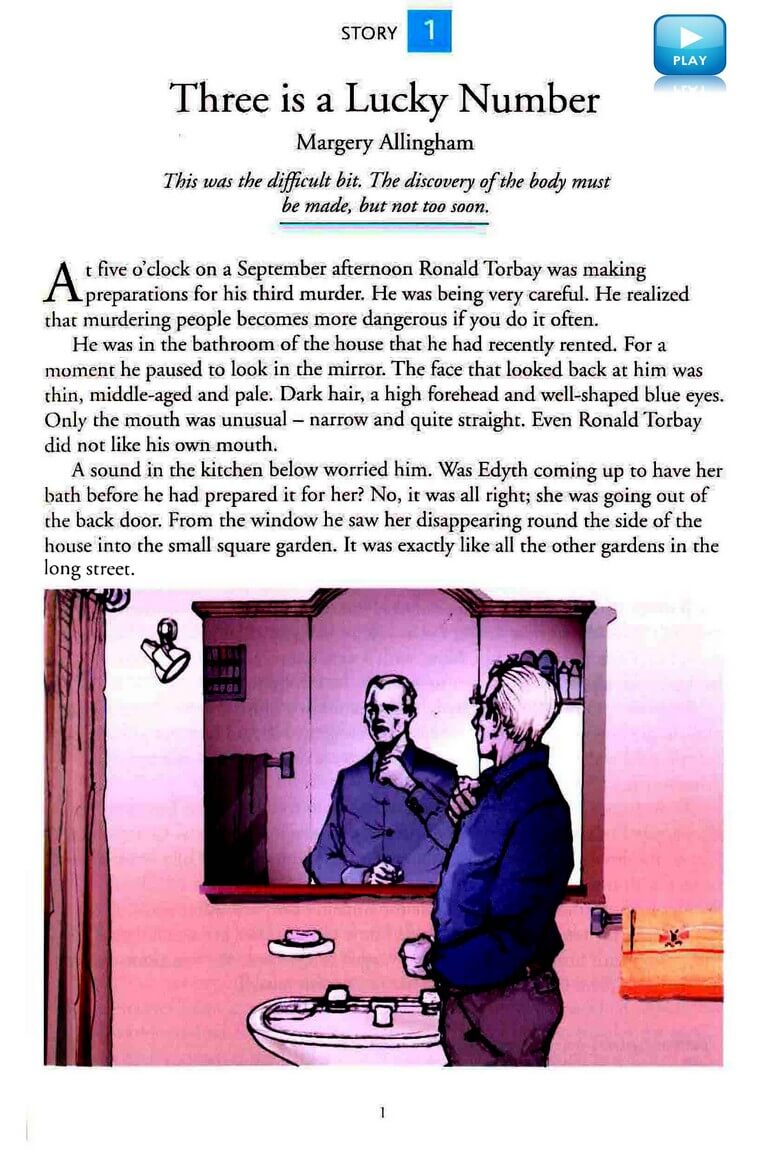 STORY 1
PLAY
Three is a Lucky Number
Margery Allingham
This was the difficult bit. The discovery of the body must
be made, but not too soon.
At five o'clock on a September afternoon Ronald Torbay was making
preparations for his third murder. He was being very careful. He realized
that murdering people becomes more dangerous if you do it often.
He was in the bathroom of the house that he had recently rented. For a
moment he paused to look in the mirror. The face that looked back at him was
thin, middle-aged and pale. Dark hair, a high forehead and well-shaped blue eyes.
Only the mouth was unusual – narrow and quite straight. Even Ronald Torbay
did not like his own mouth.
A sound in the kitchen below worried him. Was Edyth coming up to have her
bath before he had prepared it for her? No, it was all right; she was going out of
the back door. From the window he saw her disappearing round the side of the
house into the small square garden. It was exactly like all the other gardens in the
long street.
1